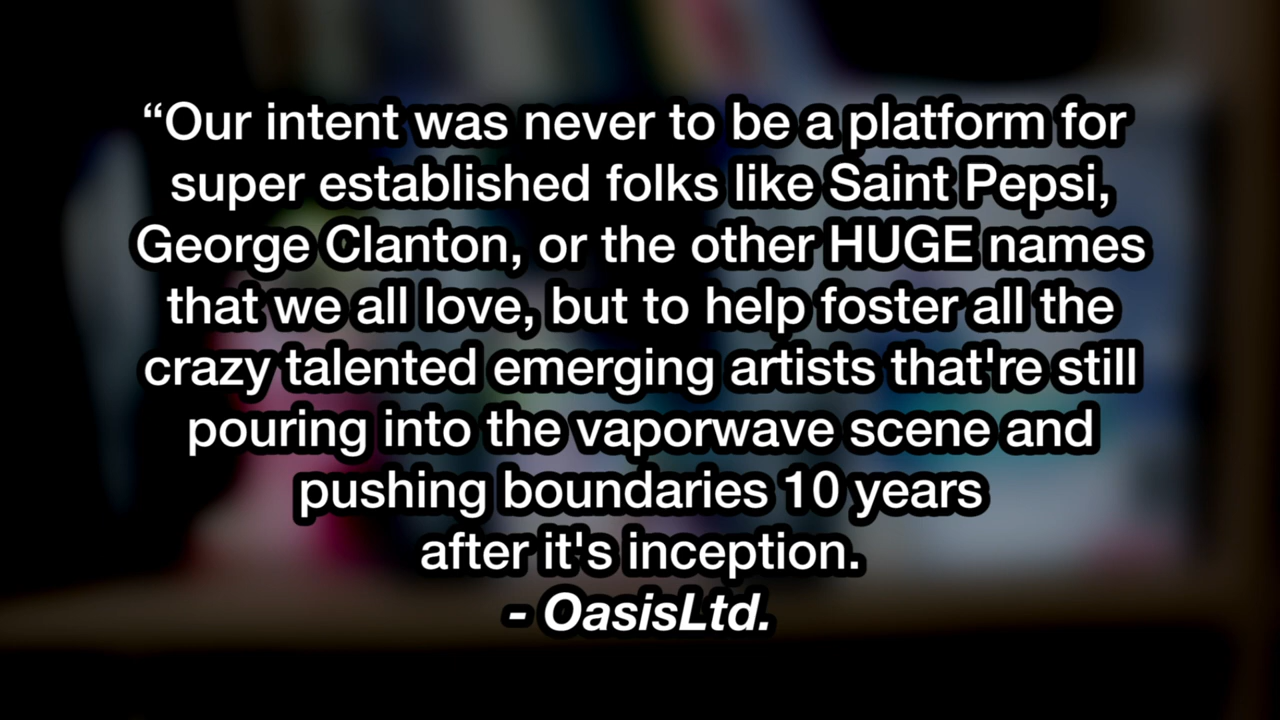 “Our intent was never to be a platform for
super established folks like Saint Pepsi,
George Clanton, or the other HUGE names
that we all love, but to help foster all the
crazy talented emerging artists that're still
pouring into the vaporwave scene and
pushing boundaries 10 years
after it's inception.
- OasisLtd.